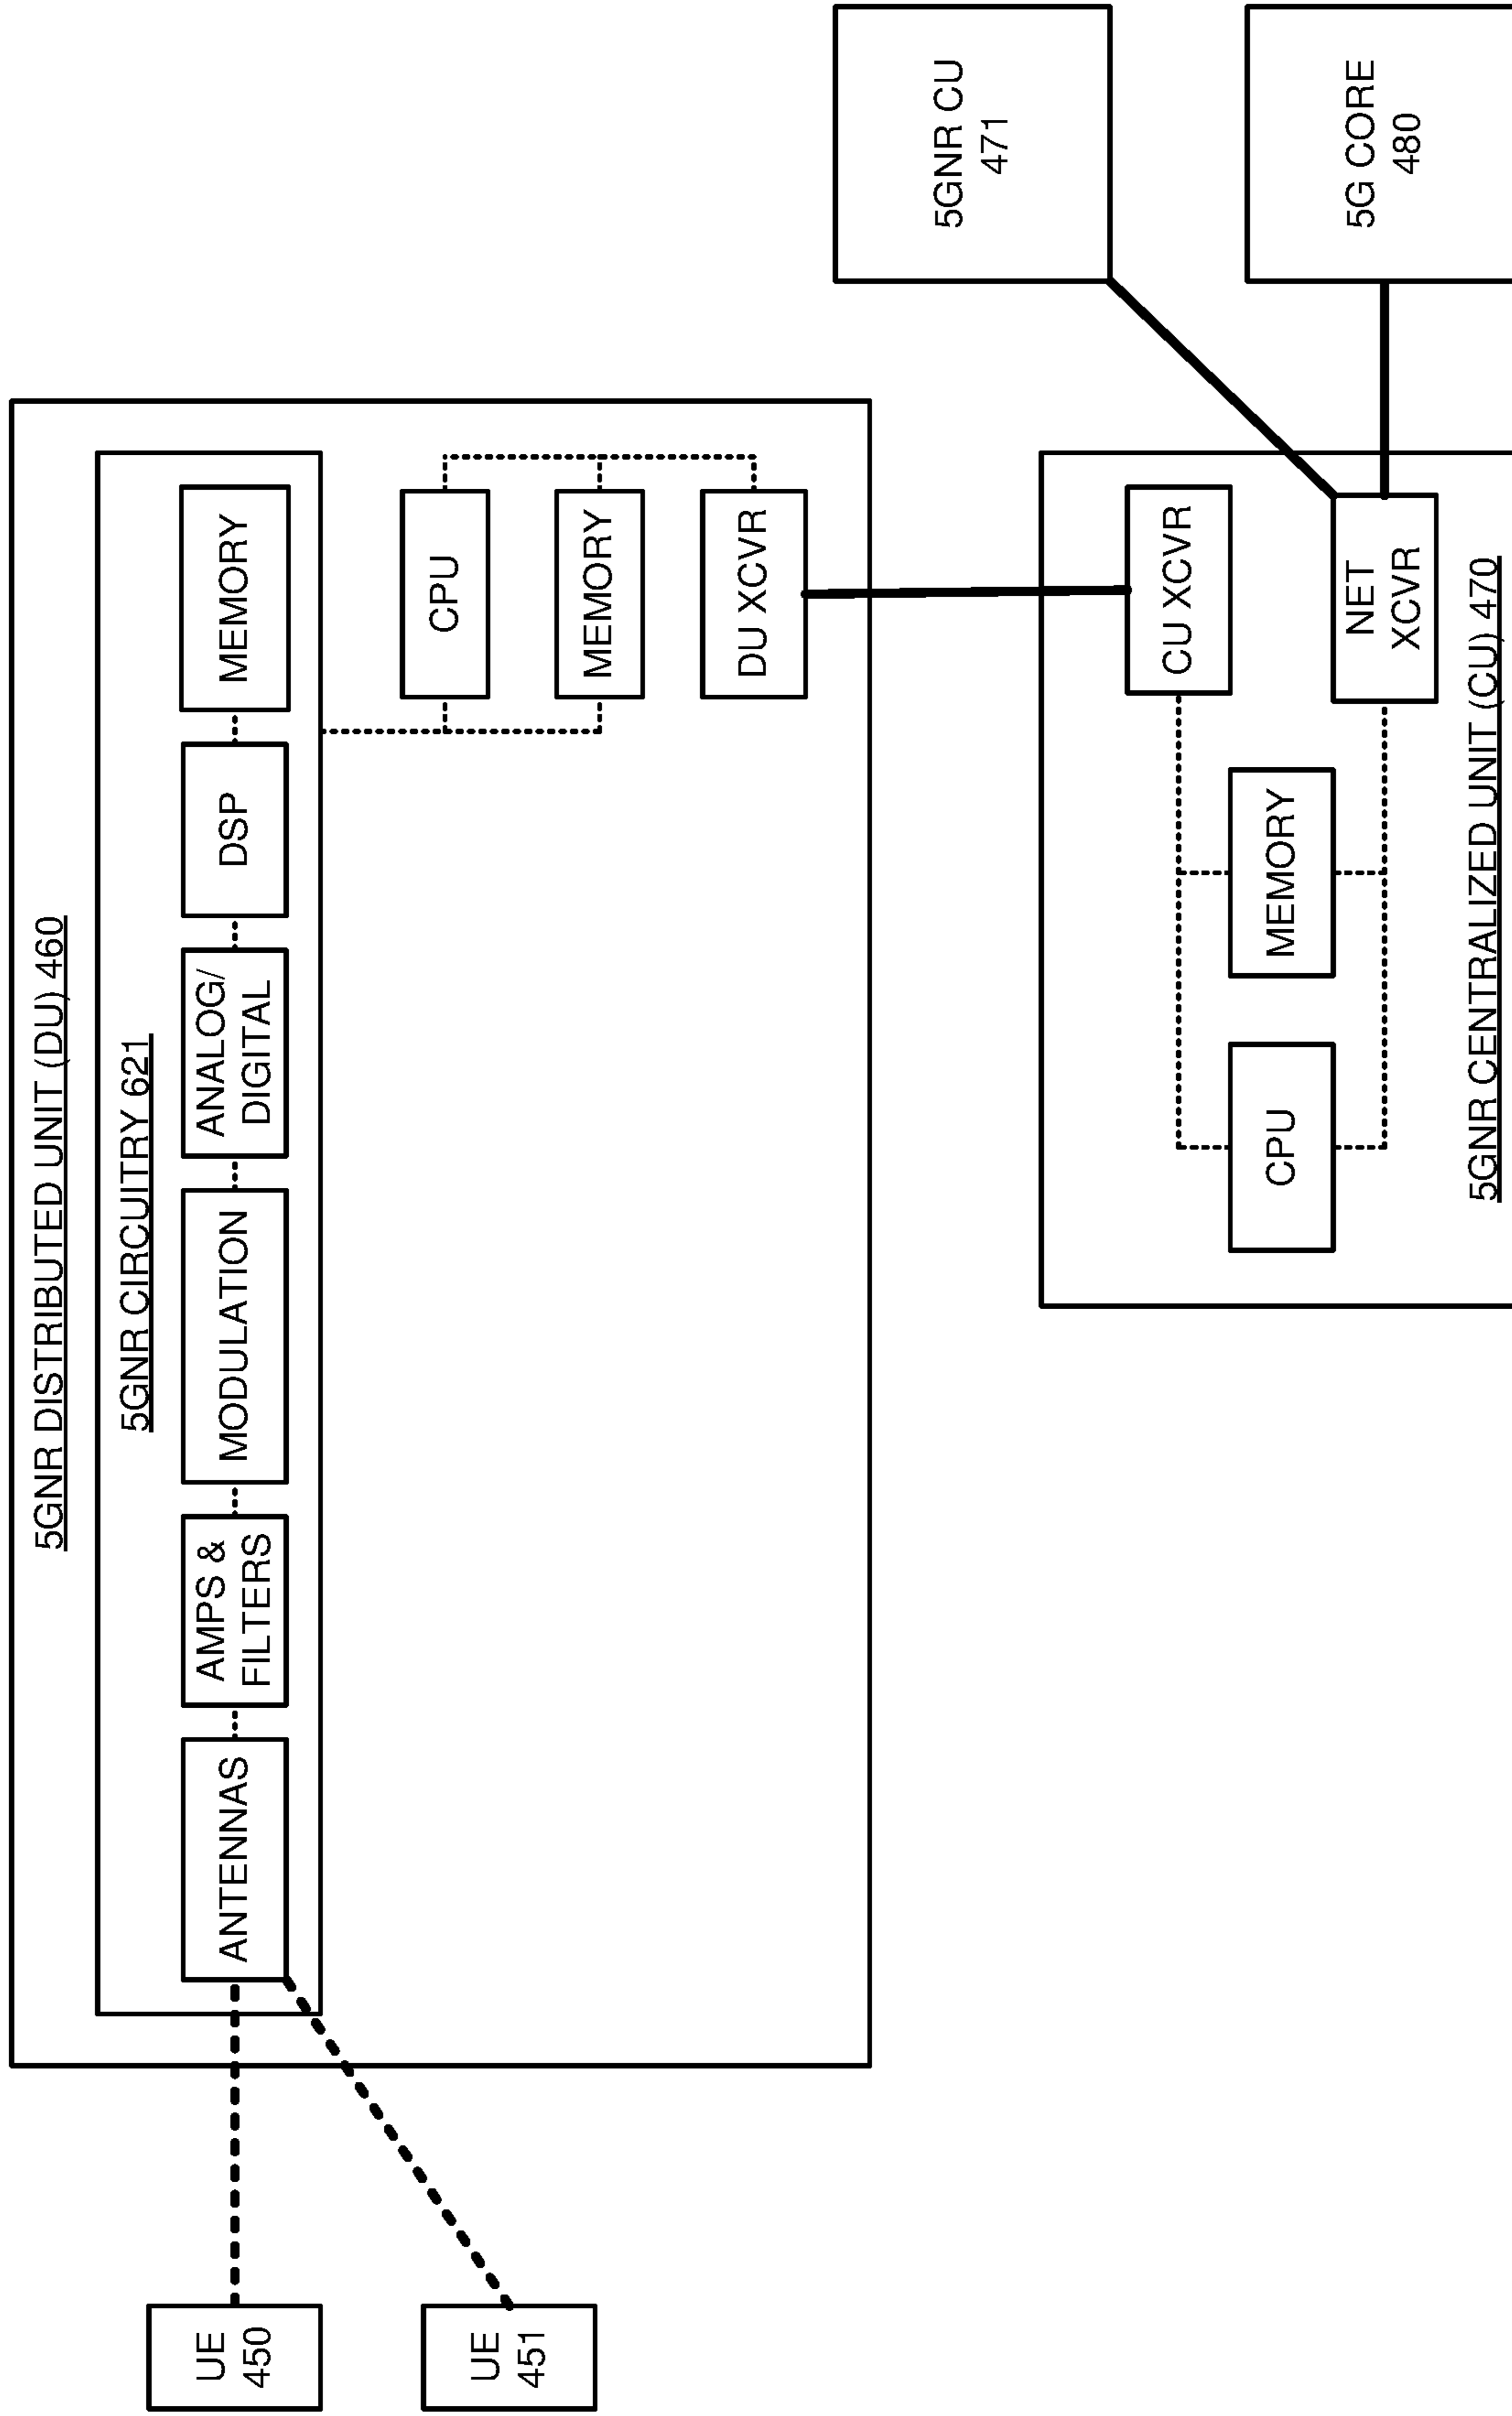 5GNR DISTRIBUTED UNIT (DU) 460
5GNR CIRCUITRY 621
UE
450
UE
451
ANTENNAS
AMPS &
FILTERS
MODULATION
ANALOG/
DIGITAL
DSP
MEMORY
CPU
MEMORY
DU XCVR
CPU
MEMORY
CU XCVR
NET
XCVR
5GNR CENTRALIZED UNIT (CU) 470
5GNR CU
471
5G CORE
480